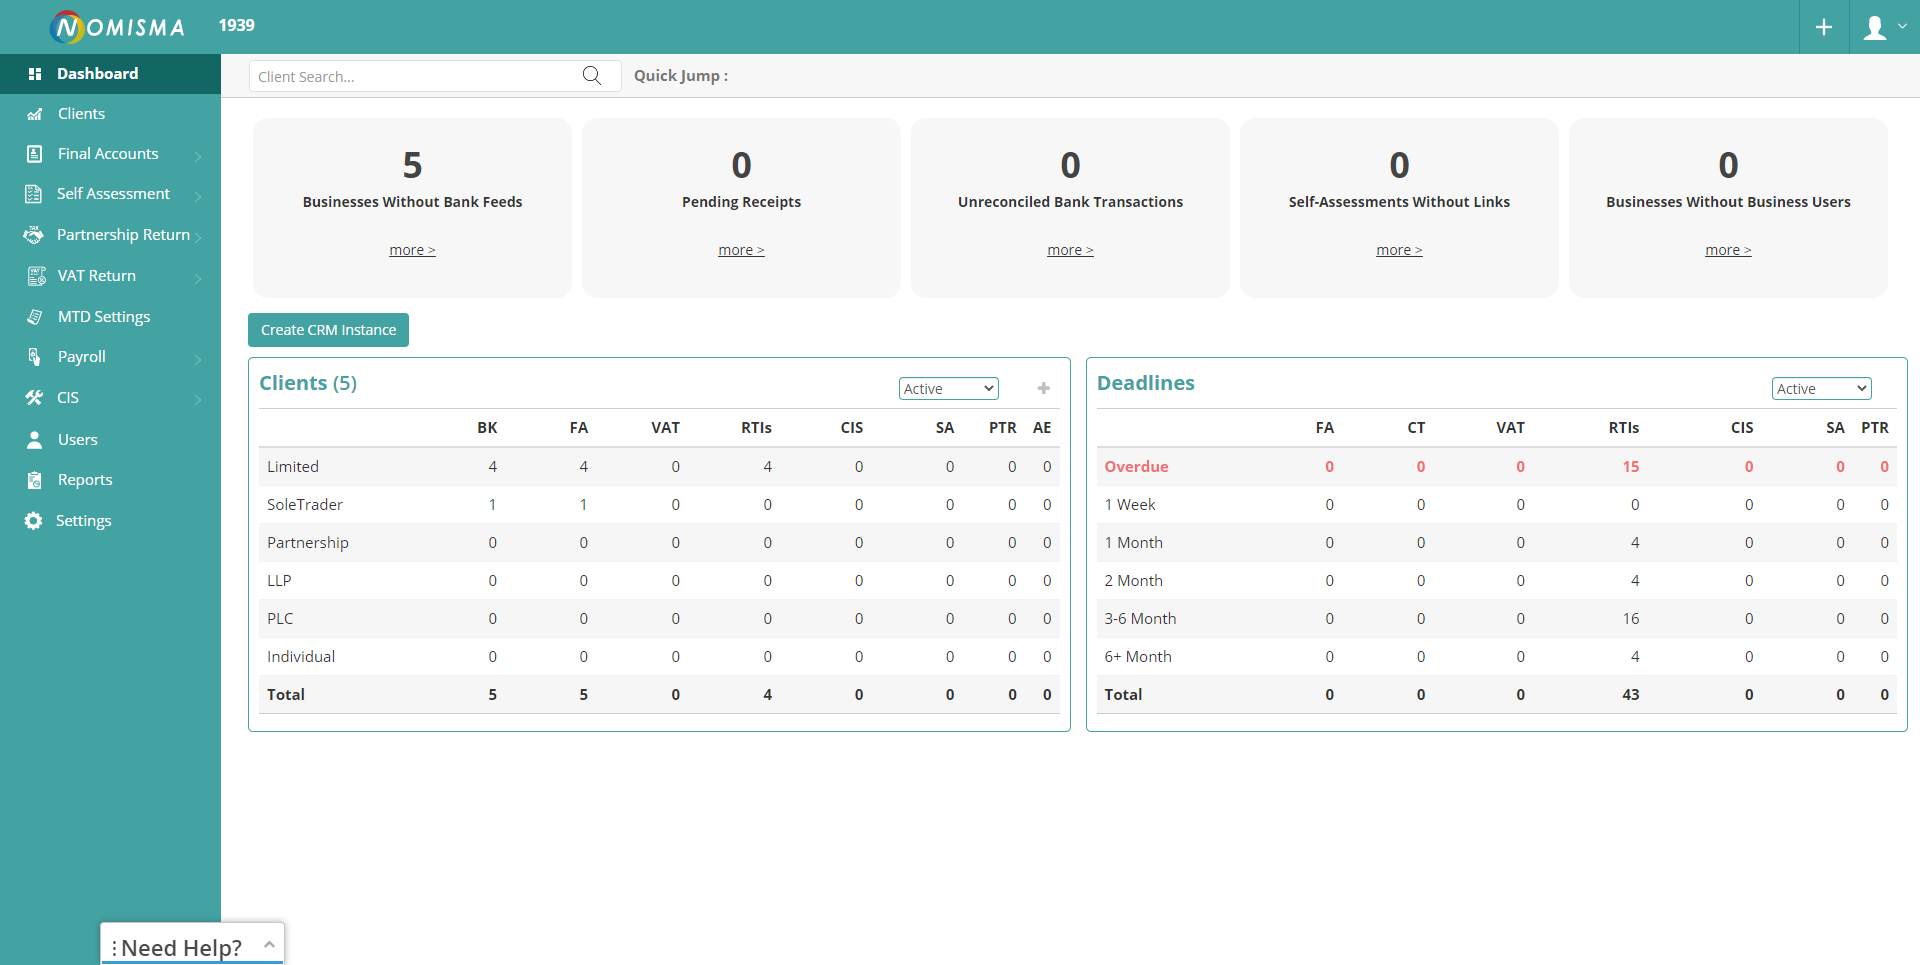 NOMISMA 1939
Dashboard
Clients
Final Accounts
Self Assessment
Partnership Return
VAT Return
MTD Settings
Payroll
CIS
Users
Reports
Settings
Client Search... Quick Jump :
5 0 0 0 0
Businesses Without Bank Feeds Pending Receipts Unreconciled Bank Transactions Self-Assessments Without Links Businesses Without Business Users
more > more > more > more > more >
Create CRM Instance
Clients (5) Active
BK FA VAT RTIs CIS SA PTR AE
Limited 4 4 0 4 0 0 0 0
SoleTrader 1 1 0 0 0 0 0 0
Partnership 0 0 0 0 0 0 0 0
LLP 0 0 0 0 0 0 0 0
PLC 0 0 0 0 0 0 0 0
Individual 0 0 0 0 0 0 0 0
Total 5 5 0 4 0 0 0 0
Deadlines Active
FA CT VAT RTIs CIS SA PTR
Overdue 0 0 0 15 0 0 0
1 Week 0 0 0 0 0 0 0
1 Month 0 0 0 4 0 0 0
2 Month 0 0 0 4 0 0 0
3-6 Month 0 0 0 16 0 0 0
6+ Month 0 0 0 4 0 0 0
Total 0 0 0 43 0 0 0
Need Help?